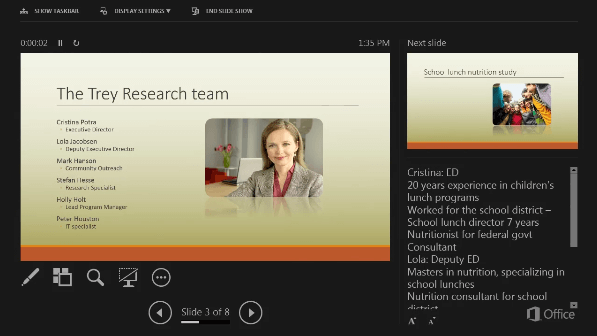 SHOW TASKBAR
DISPLAY SETTINGS ▼
END SLIDE SHOW
0:00:02
1:35 PM
The Trey Research team
Cristina Potra
Executive Director
Lola Jacobsen
Deputy Executive Director
Mark Hanson
Community Outreach
Stefan Hesse
Research Specialist
Holly Holt
Lead Program Manager
Peter Houston
IT specialist
Slide 3 of 8
Next slide
School lunch nutrition study
Cristina: ED
20 years experience in children's
lunch programs
Worked for the school district –
School lunch director 7 years
Nutritionist for federal govt
Consultant
Lola: Deputy ED
Masters in nutrition, specializing in
school lunches
Nutrition consultant for school
district
A A
Office